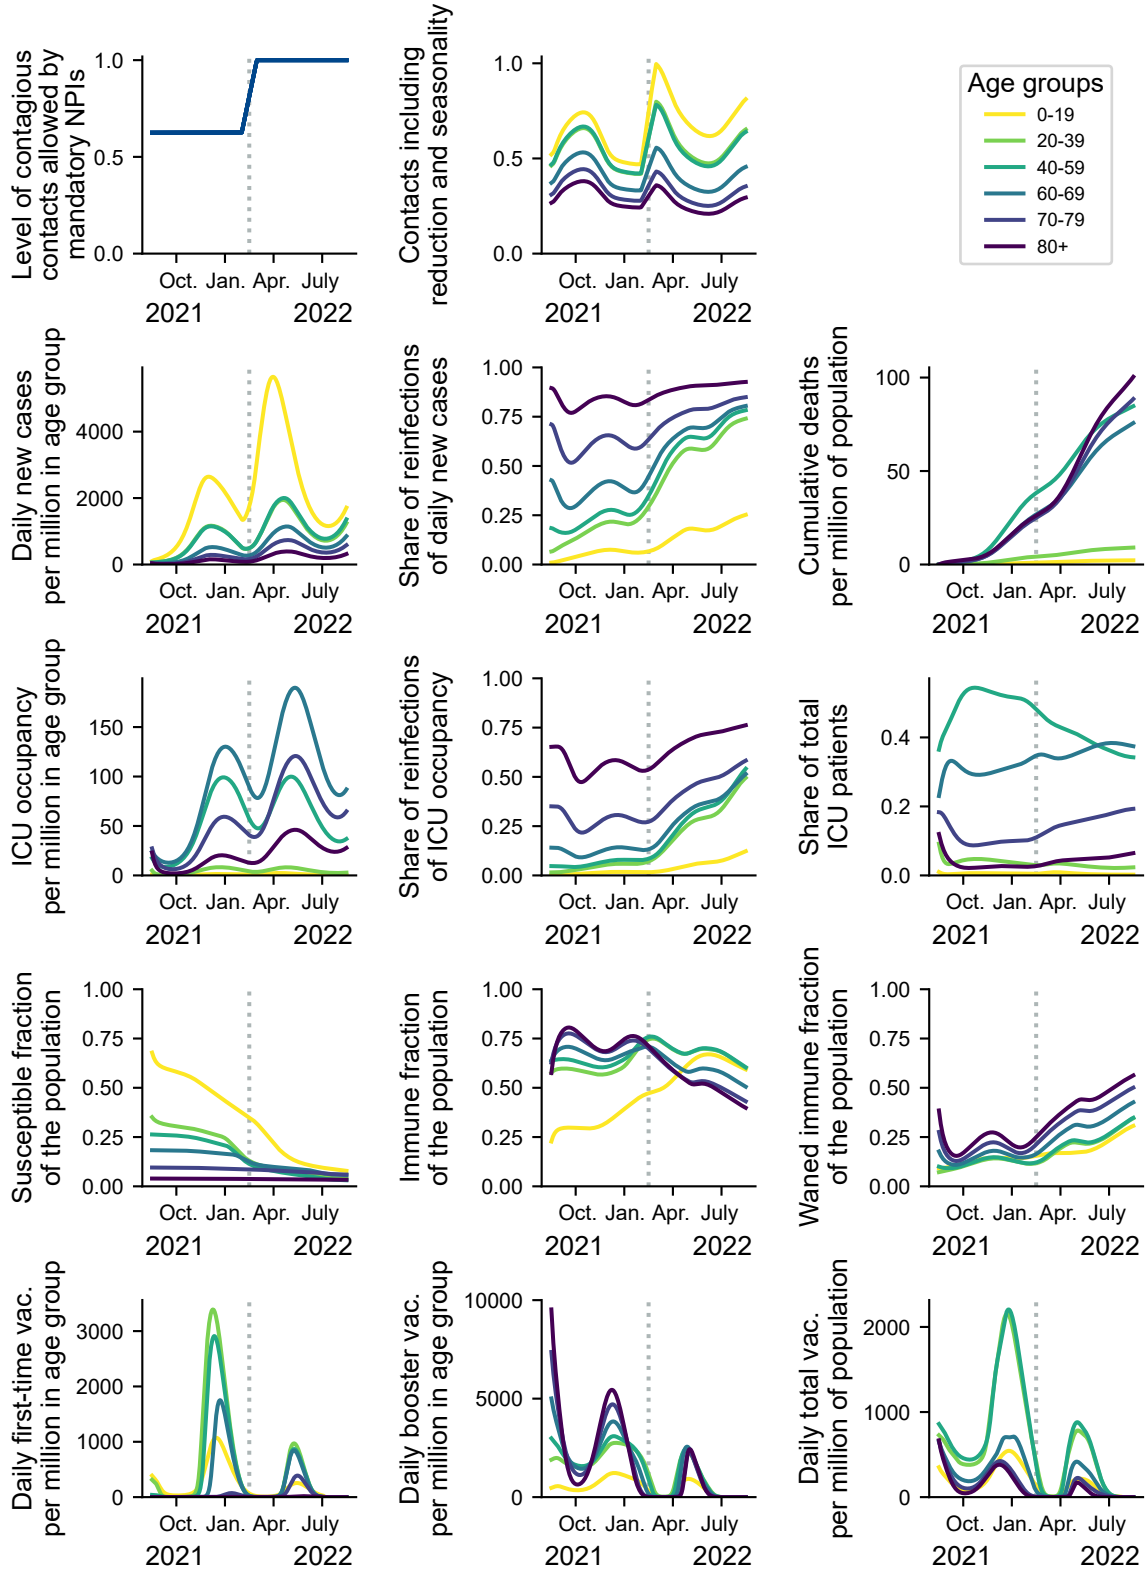 Level of contagious
contacts allowed by
mandatory NPIs
1.0
0.5
0.0
Oct. Jan. Apr. July
2021 2022
Contacts including
reduction and seasonality
1.0
0.5
0.0
Oct. Jan. Apr. July
2021 2022
Age groups
0-19
20-39
40-59
60-69
70-79
80+
Daily new cases
per million in age group
4000
2000
0
Oct. Jan. Apr. July
2021 2022
Share of reinfections
of daily new cases
1.00
0.75
0.50
0.25
0.00
Oct. Jan. Apr. July
2021 2022
Cumulative deaths
per million of population
100
50
0
Oct. Jan. Apr. July
2021 2022
ICU occupancy
per million in age group
150
100
50
0
Oct. Jan. Apr. July
2021 2022
Share of reinfections
of ICU occupancy
1.00
0.75
0.50
0.25
0.00
Oct. Jan. Apr. July
2021 2022
Share of total
ICU patients
0.4
0.2
0.0
Oct. Jan. Apr. July
2021 2022
Susceptible fraction
of the population
1.00
0.75
0.50
0.25
0.00
Oct. Jan. Apr. July
2021 2022
Immune fraction
of the population
1.00
0.75
0.50
0.25
0.00
Oct. Jan. Apr. July
2021 2022
Waned immune fraction
of the population
1.00
0.75
0.50
0.25
0.00
Oct. Jan. Apr. July
2021 2022
Daily first-time vac.
per million in age group
3000
2000
1000
0
Oct. Jan. Apr. July
2021 2022
Daily booster vac.
per million in age group
10000
5000
0
Oct. Jan. Apr. July
2021 2022
Daily total vac.
per million of population
2000
1000
0
Oct. Jan. Apr. July
2021 2022